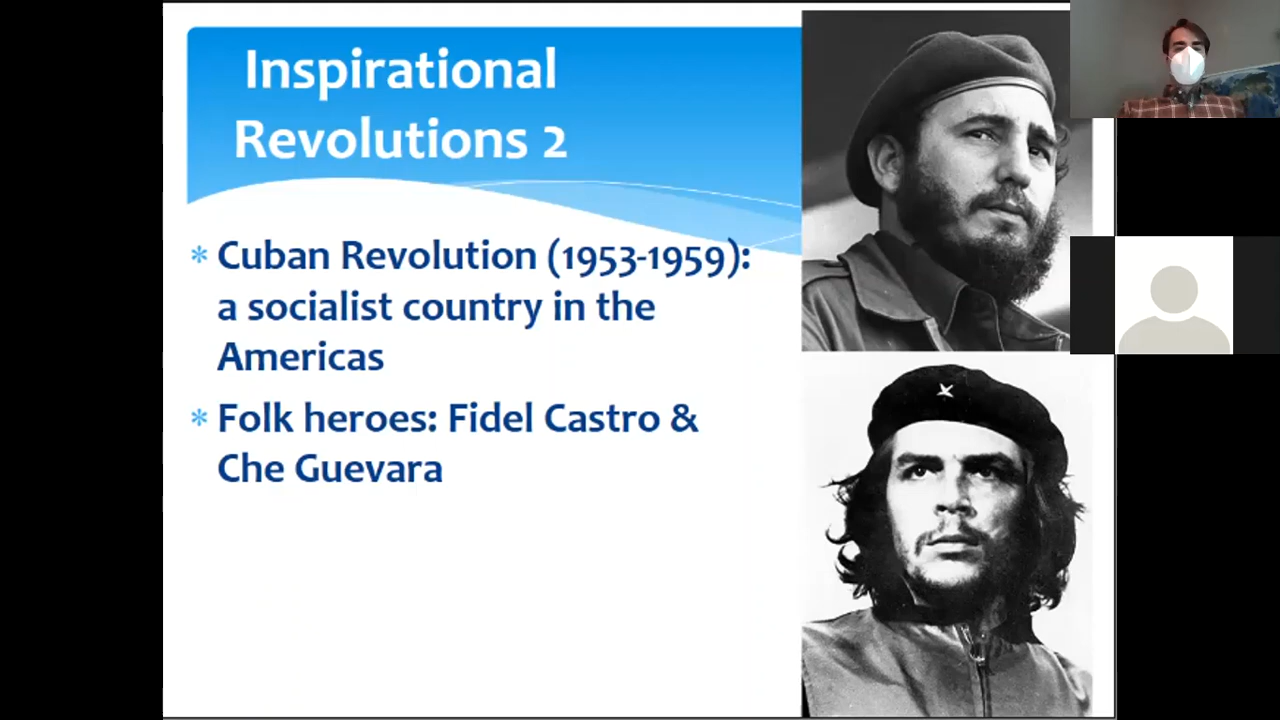 Inspirational
Revolutions 2
* Cuban Revolution (1953-1959):
a socialist country in the
Americas
* Folk heroes: Fidel Castro &
Che Guevara